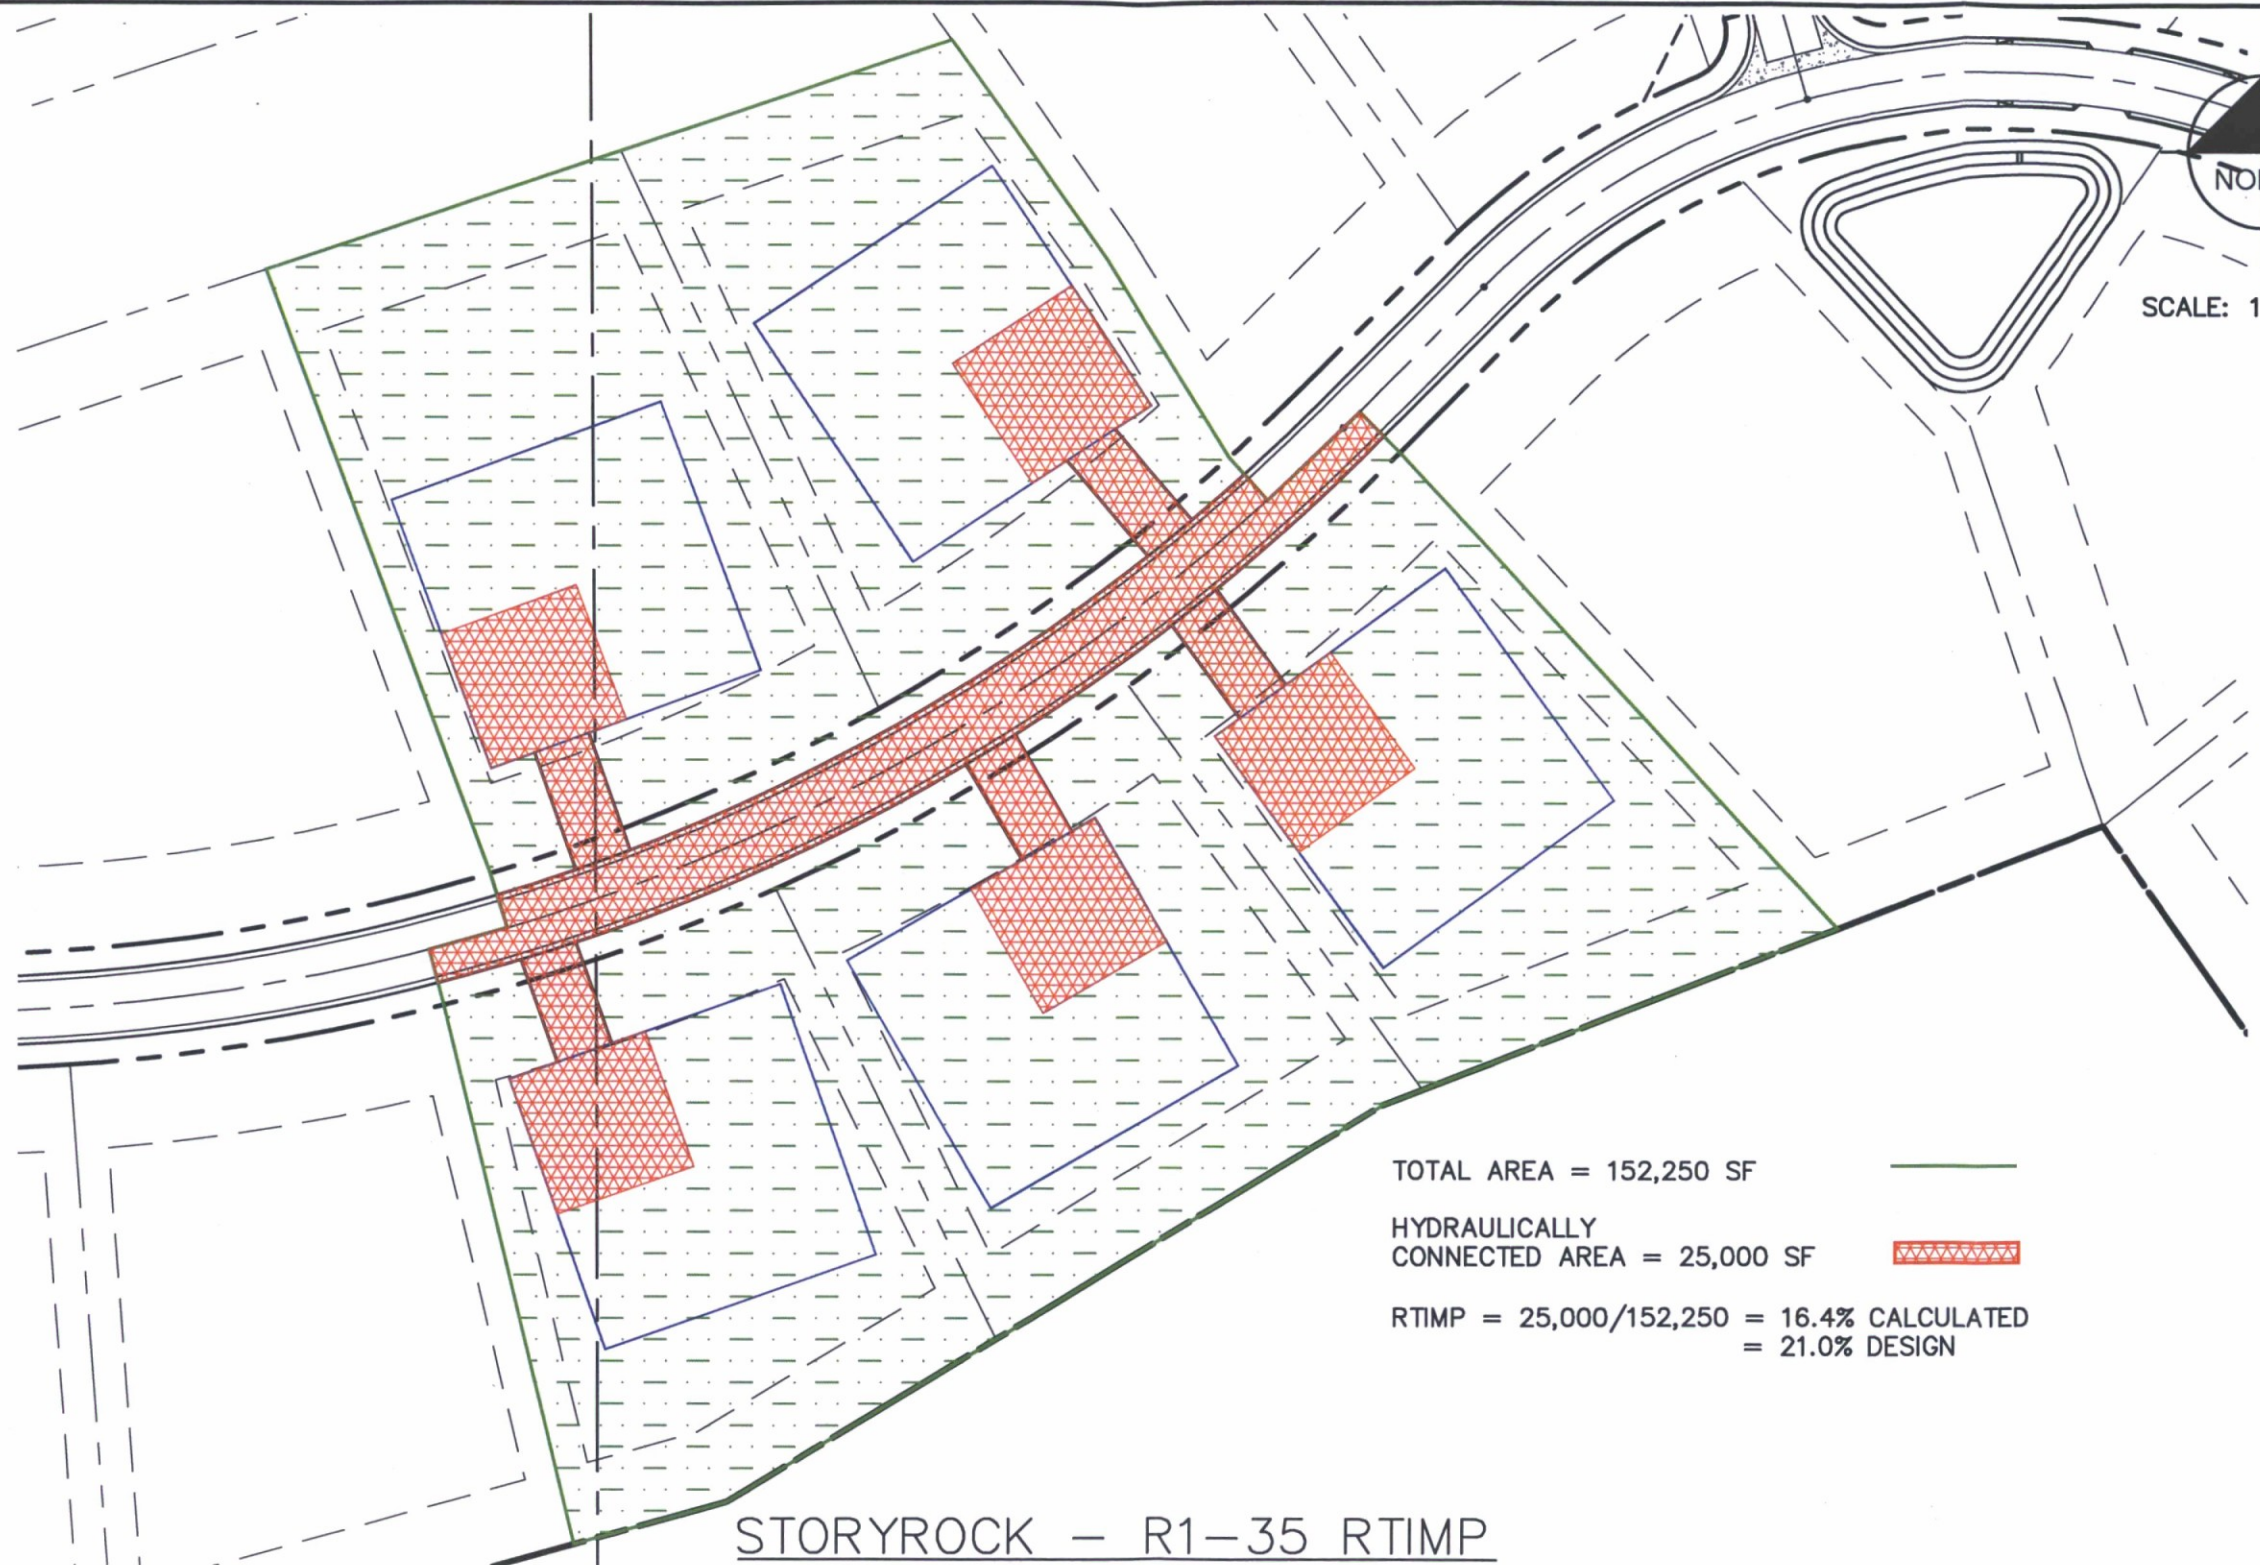 SCALE: 1
TOTAL AREA = 152,250 SF
HYDRAULICALLY
CONNECTED AREA = 25,000 SF
RTIMP = 25,000/152,250 = 16.4% CALCULATED
= 21.0% DESIGN
STORYROCK - R1-35 RTIMP